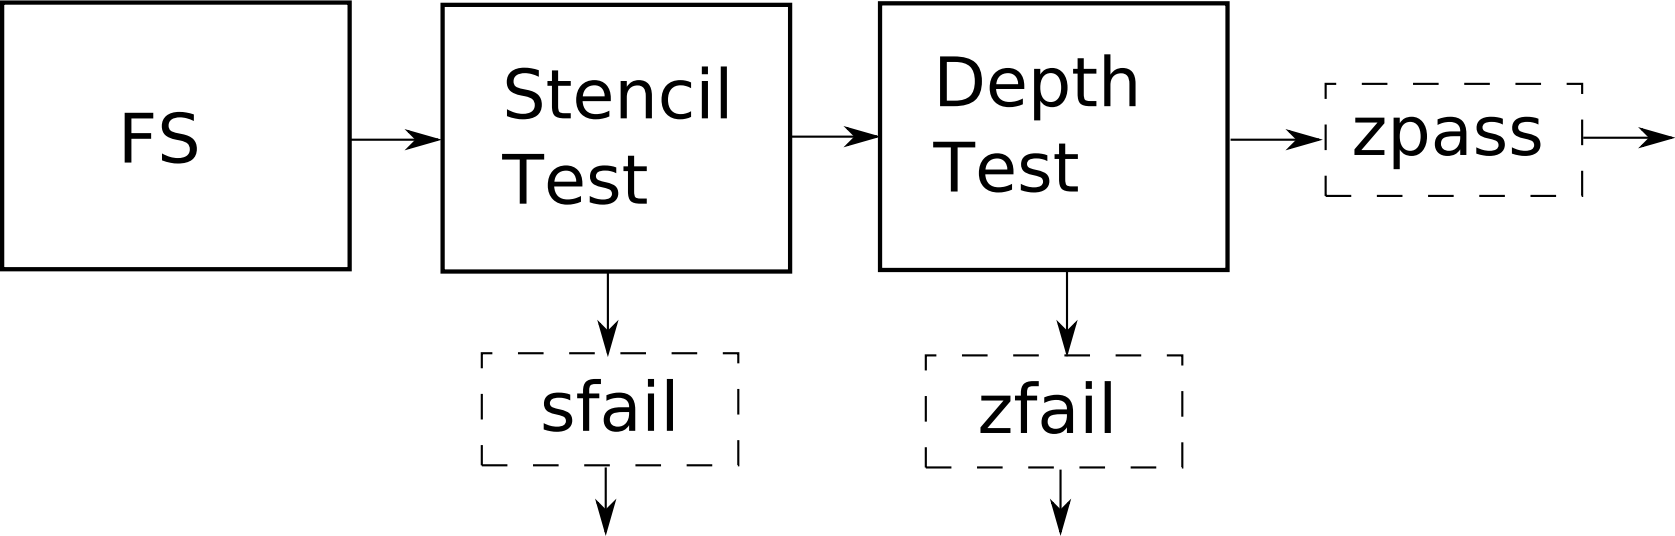 FS
Stencil
Test
Depth
Test
zpass
sfail
zfail